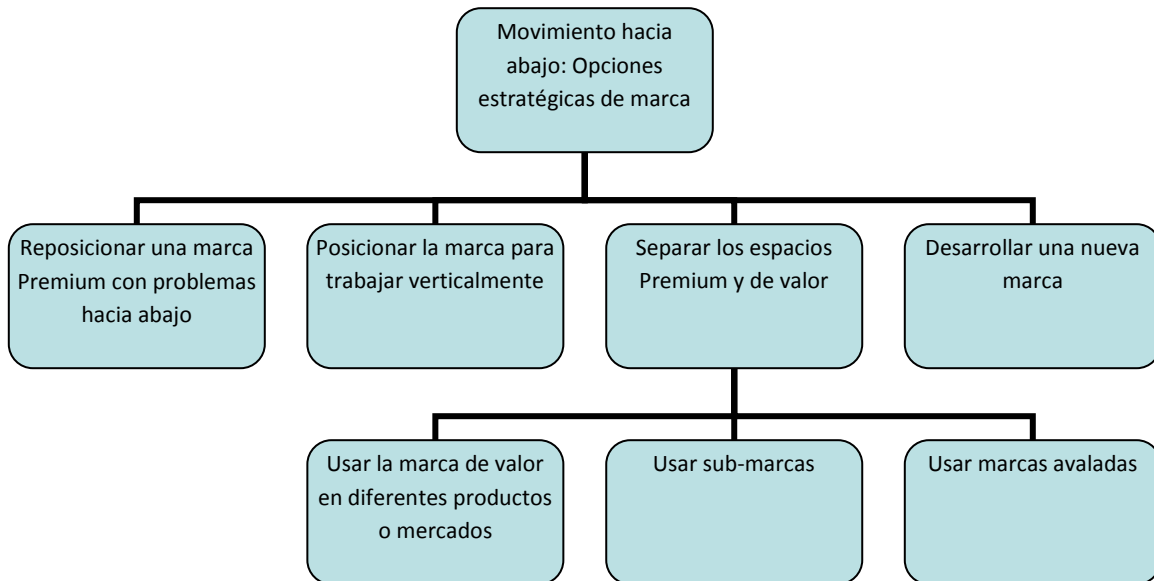 Movimiento hacia
abajo: Opciones
estratégicas de marca
Reposicionar una marca
Premium con problemas
hacia abajo
Posicionar la marca para
trabajar verticalmente
Separar los espacios
Premium y de valor
Desarrollar una nueva
marca
Usar la marca de valor
en diferentes productos
o mercados
Usar sub-marcas
Usar marcas avaladas